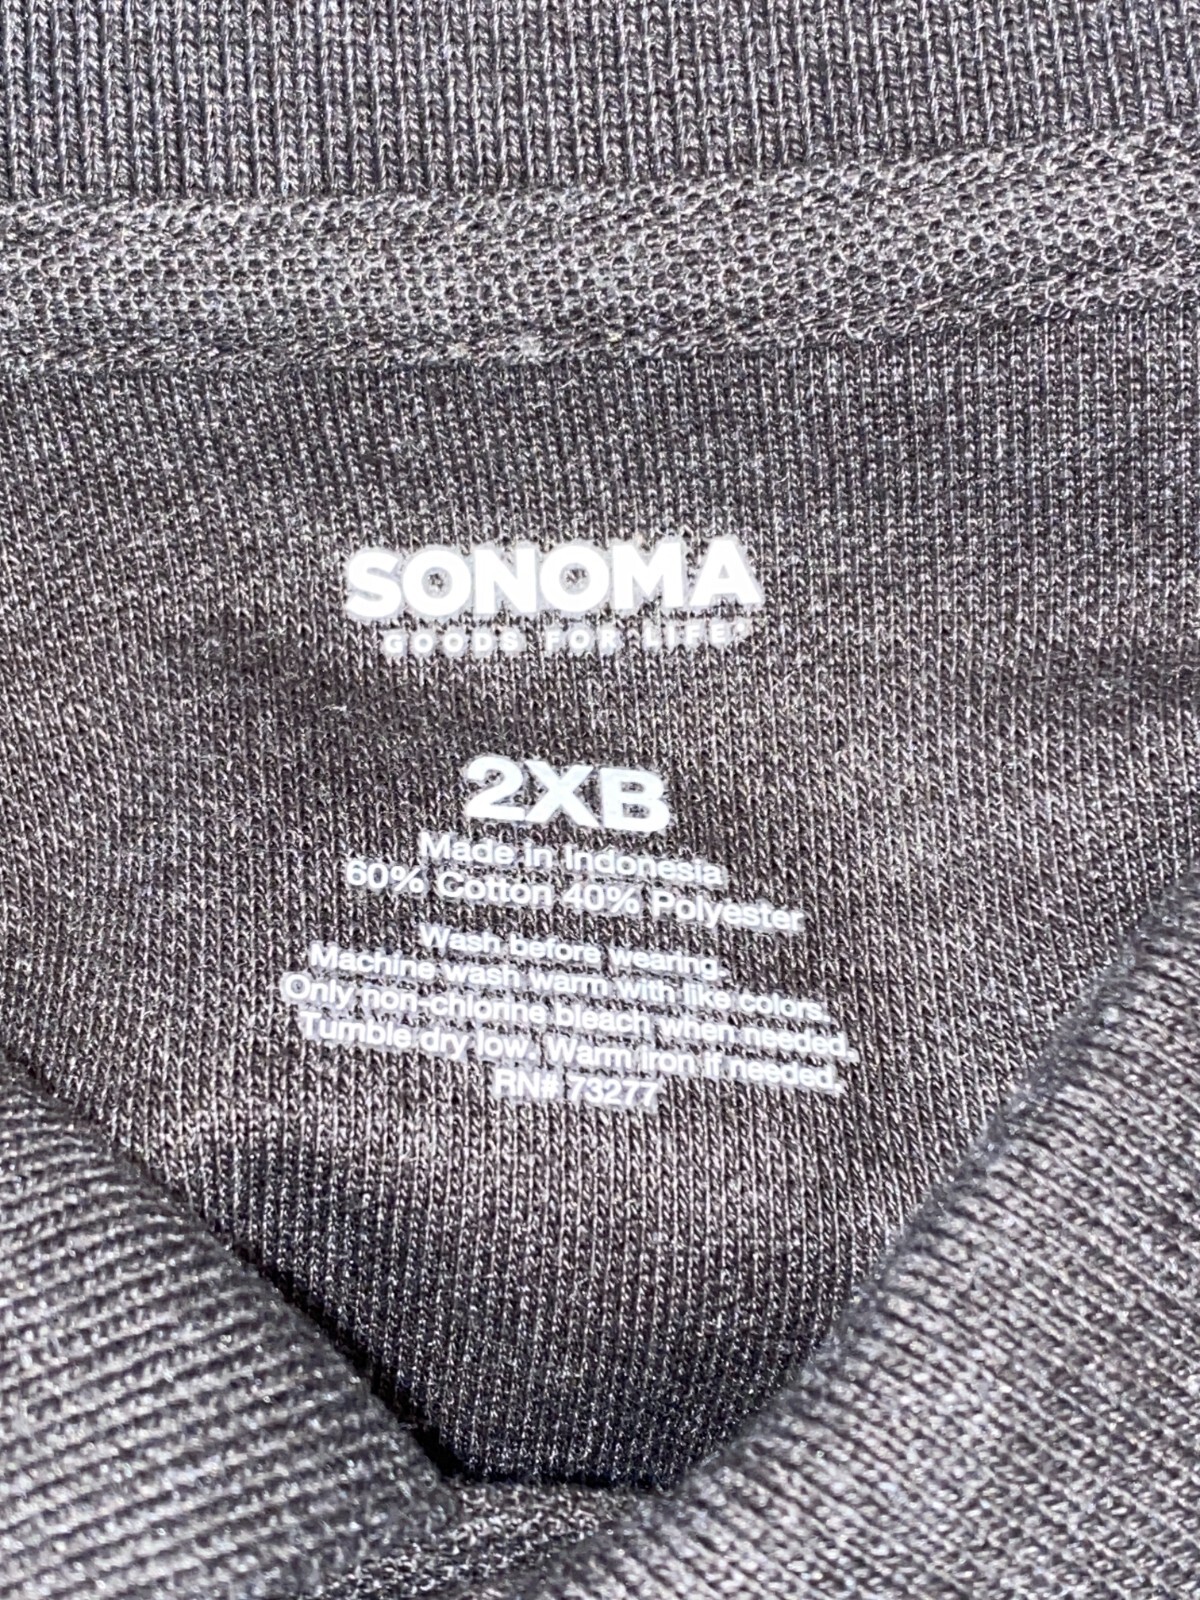 SONOMA
GOODS FOR LIFE®
2XB
Made in Indonesia
60% Cotton 40% Polyester
Wash before wearing.
Machine wash warm with like colors.
Only non-chlorine bleach when needed.
Tumble dry low. Warm iron if needed.
RN# 73277